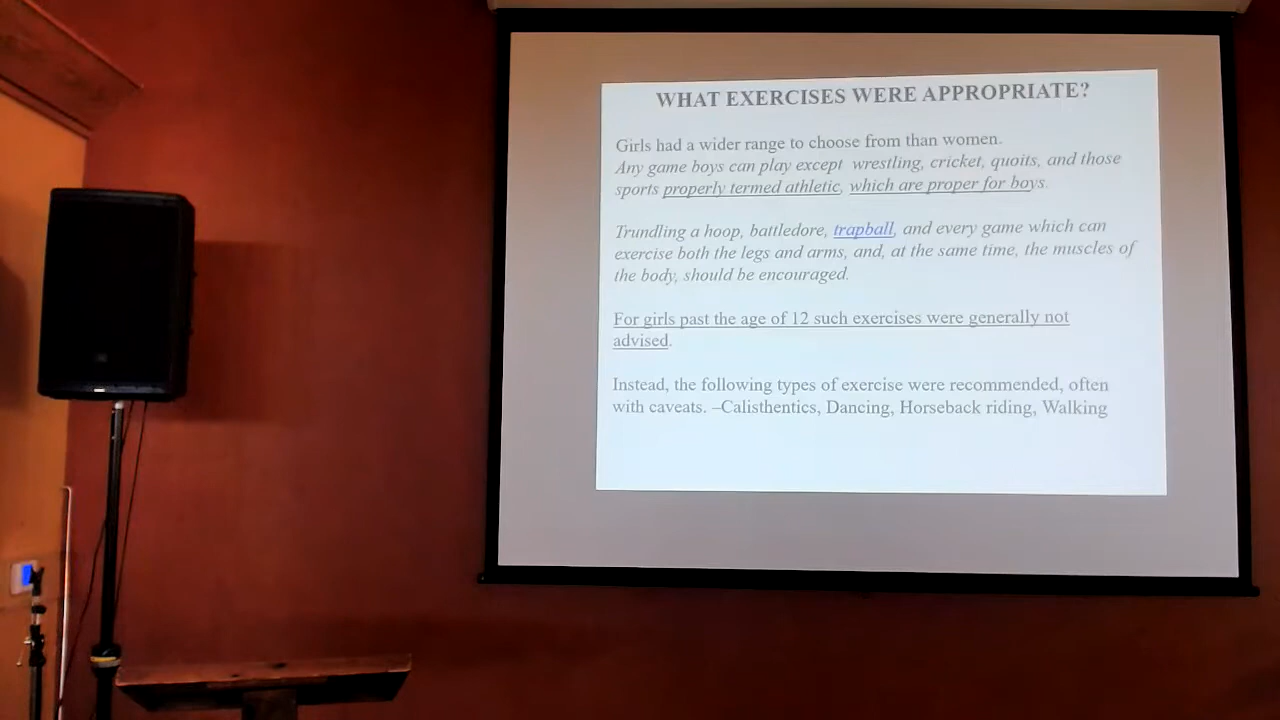 WHAT EXERCISES WERE APPROPRIATE?
Girls had a wider range to choose from than women.
Any game boys can play except wrestling, cricket, quoits, and those
sports properly termed athletic, which are proper for boys.
Trundling a hoop, battledore, trapball, and every game which can
exercise both the legs and arms, and, at the same time, the muscles of
the body, should be encouraged.
For girls past the age of 12 such exercises were generally not
advised.
Instead, the following types of exercise were recommended, often
with caveats. –Calisthentics, Dancing, Horseback riding, Walking